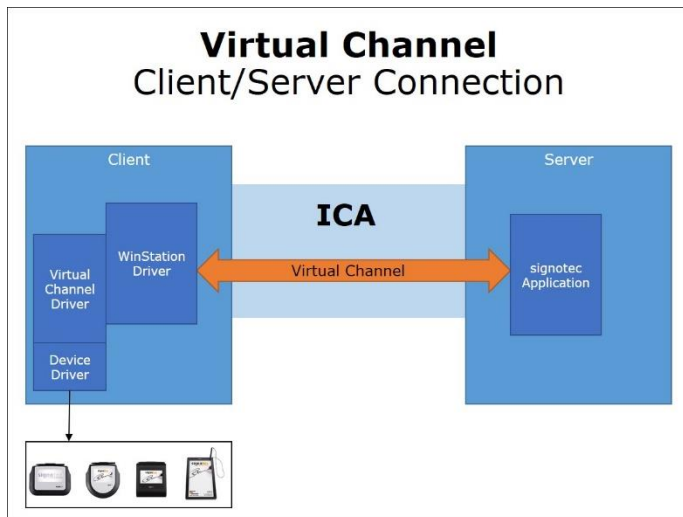 Virtual Channel
Client/Server Connection
Client
Server
ICA
WinStation
Driver
Virtual Channel
signotec
Application
Virtual
Channel
Driver
Device
Driver